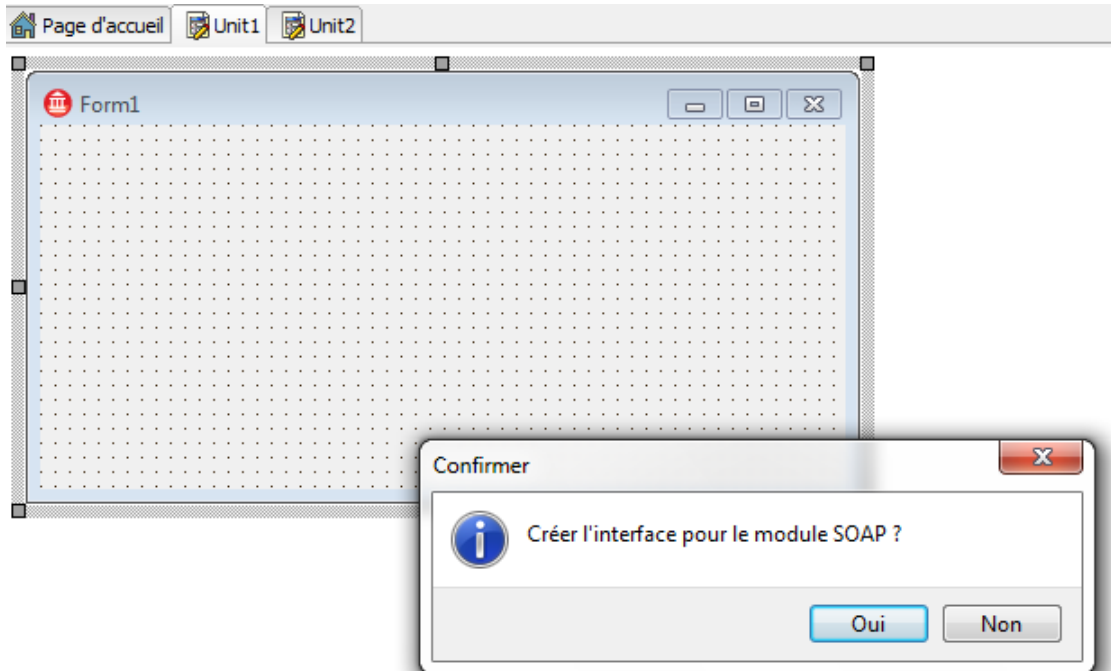 Page d'accueil Unit1 Unit2
Form1
Confirmer
Créer l'interface pour le module SOAP ?
Oui Non